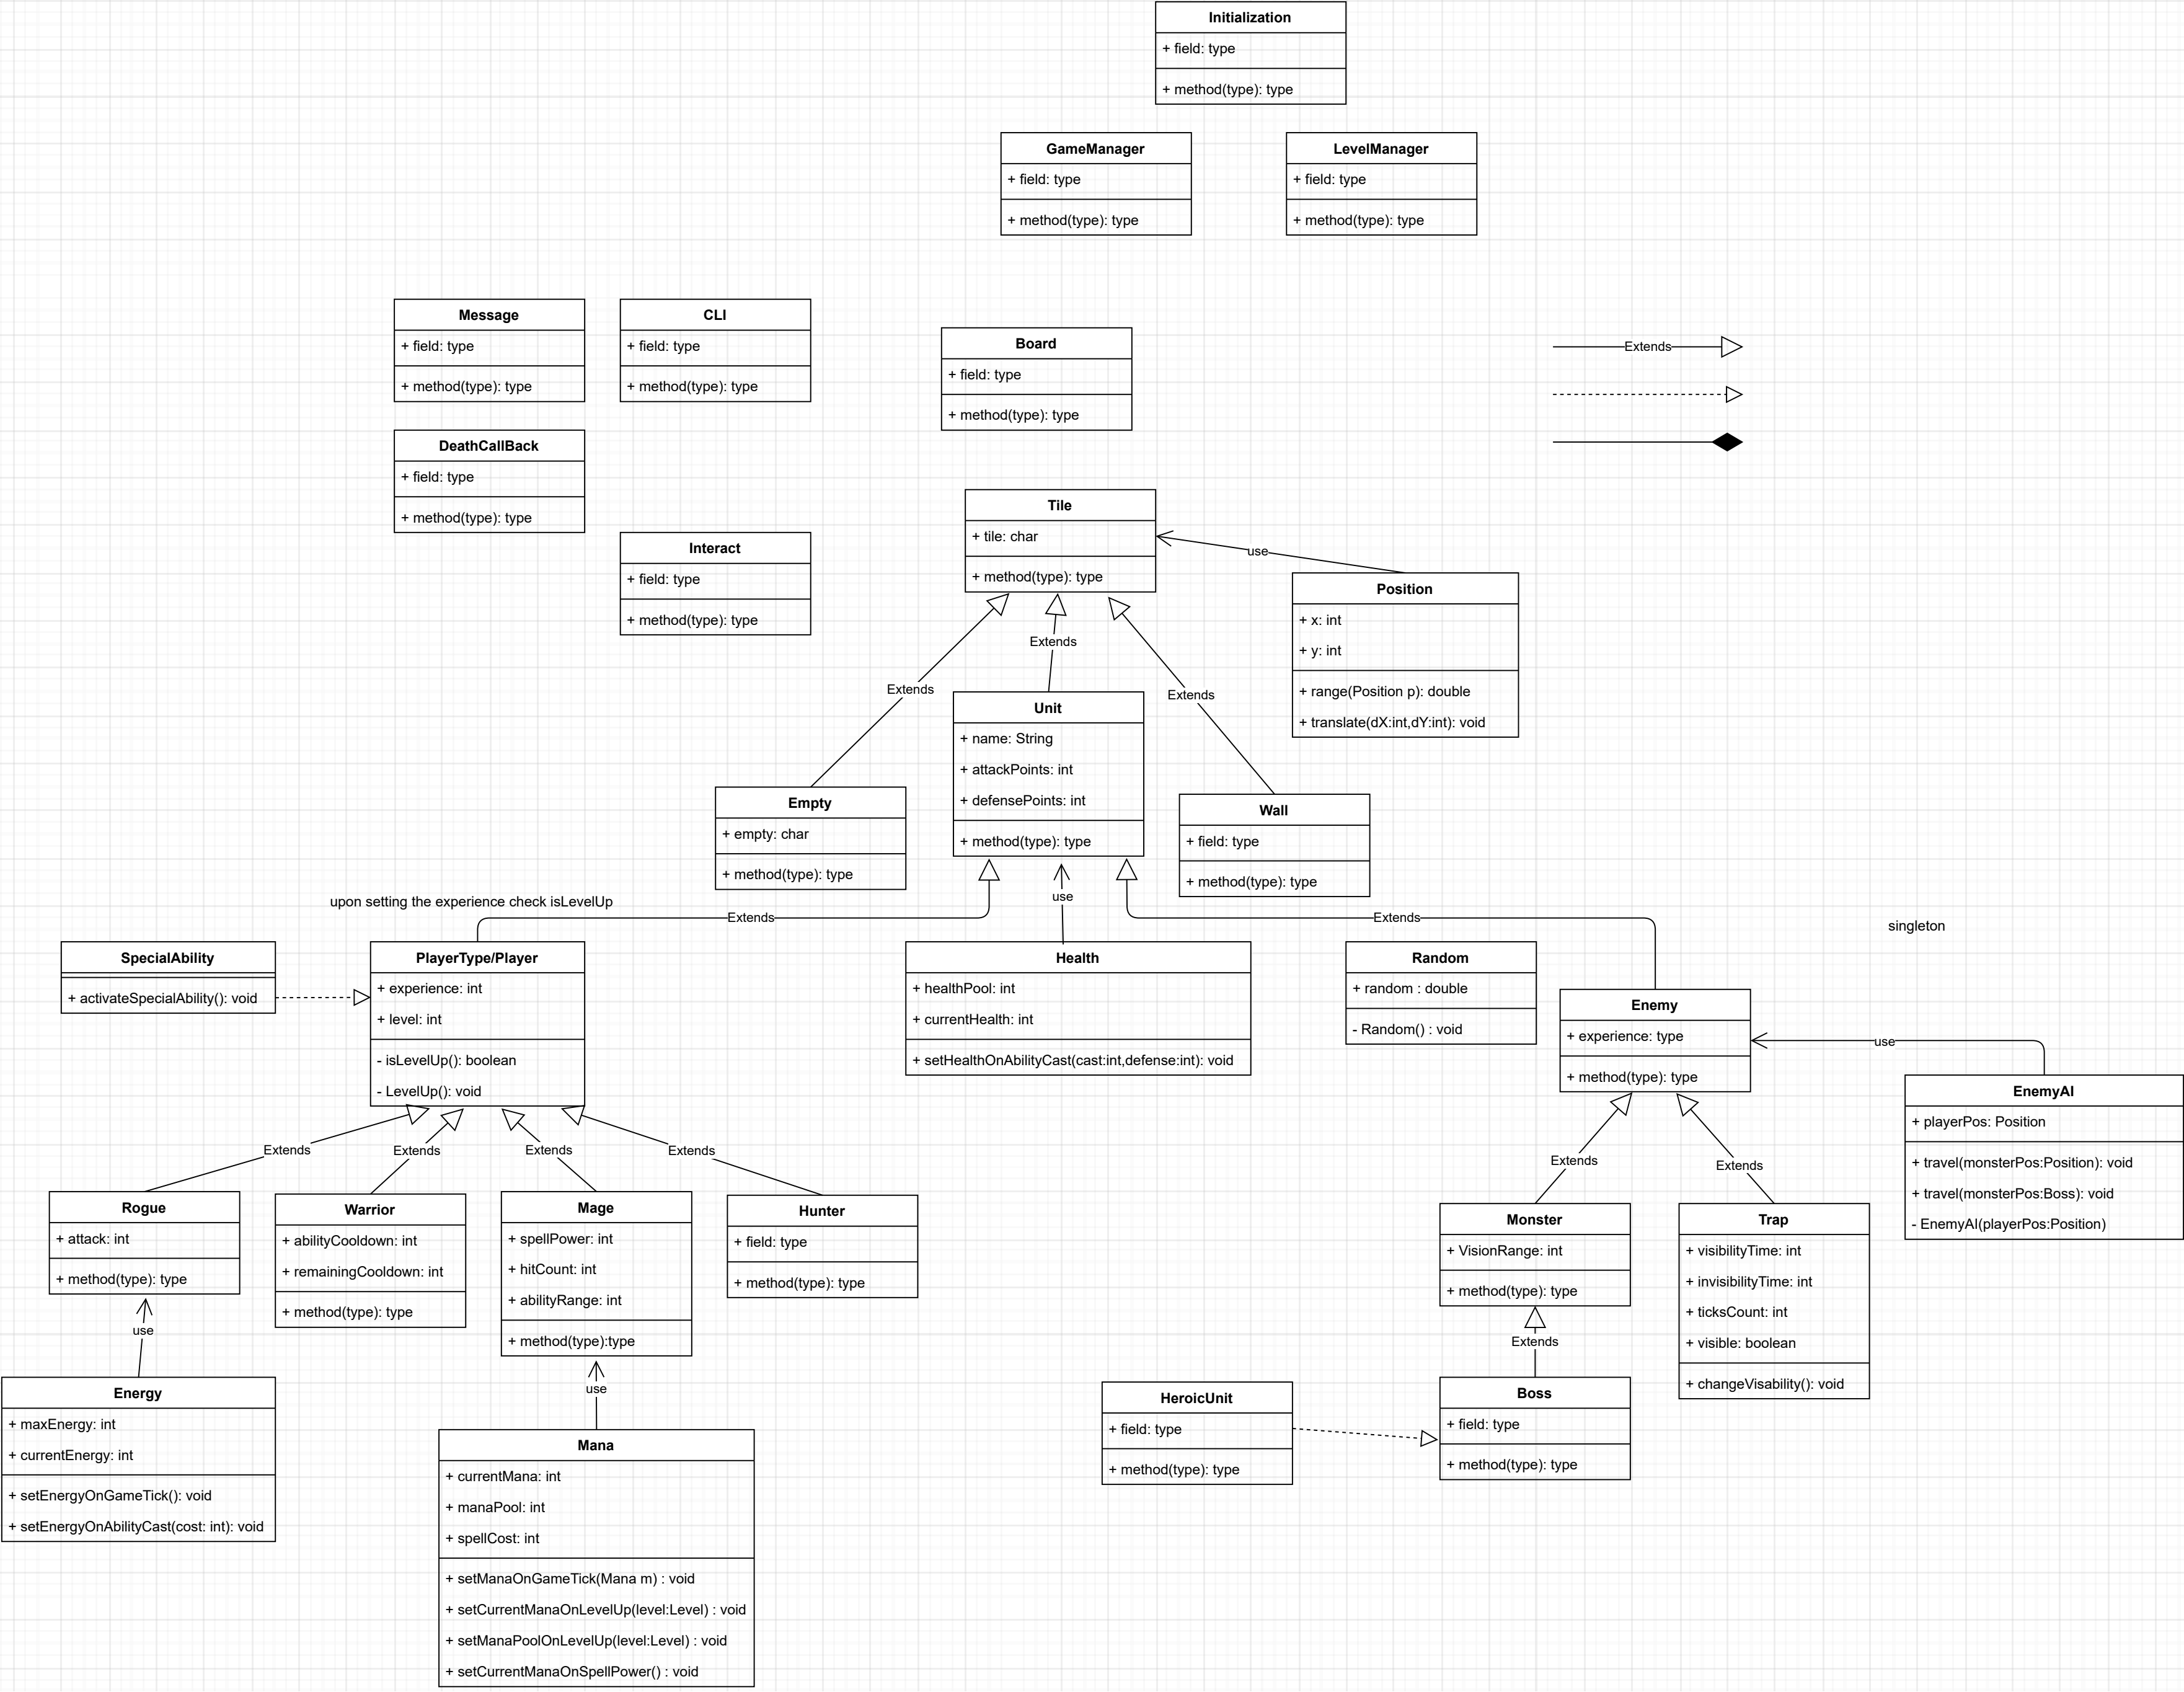 Initialization
+ field: type
+ method(type): type
GameManager
+ field: type
+ method(type): type
LevelManager
+ field: type
+ method(type): type
Message
+ field: type
+ method(type): type
CLI
+ field: type
+ method(type): type
Board
+ field: type
+ method(type): type
Extends
DeathCallBack
+ field: type
+ method(type): type
Interact
+ field: type
+ method(type): type
Tile
+ tile: char
+ method(type): type
use
Position
+ x: int
+ y: int
+ range(Position p): double
+ translate(dX:int,dY:int): void
Extends
Extends
Extends
Unit
+ name: String
+ attackPoints: int
+ defensePoints: int
+ method(type): type
Empty
+ empty: char
+ method(type): type
Wall
+ field: type
+ method(type): type
upon setting the experience check isLevelUp
Extends
use
Extends
singleton
SpecialAbility
+ activateSpecialAbility(): void
PlayerType/Player
+ experience: int
+ level: int
- isLevelUp(): boolean
- LevelUp(): void
Health
+ healthPool: int
+ currentHealth: int
+ setHealthOnAbilityCast(cast:int,defense:int): void
Random
+ random : double
- Random() : void
Enemy
+ experience: type
+ method(type): type
use
EnemyAI
+ playerPos: Position
+ travel(monsterPos:Position): void
+ travel(monsterPos:Boss): void
- EnemyAI(playerPos:Position)
Extends
Extends
Extends
Extends
Extends
Extends
Rogue
+ attack: int
+ method(type): type
Warrior
+ abilityCooldown: int
+ remainingCooldown: int
+ method(type): type
Mage
+ spellPower: int
+ hitCount: int
+ abilityRange: int
+ method(type):type
Hunter
+ field: type
+ method(type): type
Monster
+ VisionRange: int
+ method(type): type
Trap
+ visibilityTime: int
+ invisibilityTime: int
+ ticksCount: int
+ visible: boolean
+ changeVisability(): void
use
use
Extends
Energy
+ maxEnergy: int
+ currentEnergy: int
+ setEnergyOnGameTick(): void
+ setEnergyOnAbilityCast(cost: int): void
Mana
+ currentMana: int
+ manaPool: int
+ spellCost: int
+ setManaOnGameTick(Mana m) : void
+ setCurrentManaOnLevelUp(level:Level) : void
+ setManaPoolOnLevelUp(level:Level) : void
+ setCurrentManaOnSpellPower() : void
HeroicUnit
+ field: type
+ method(type): type
Boss
+ field: type
+ method(type): type